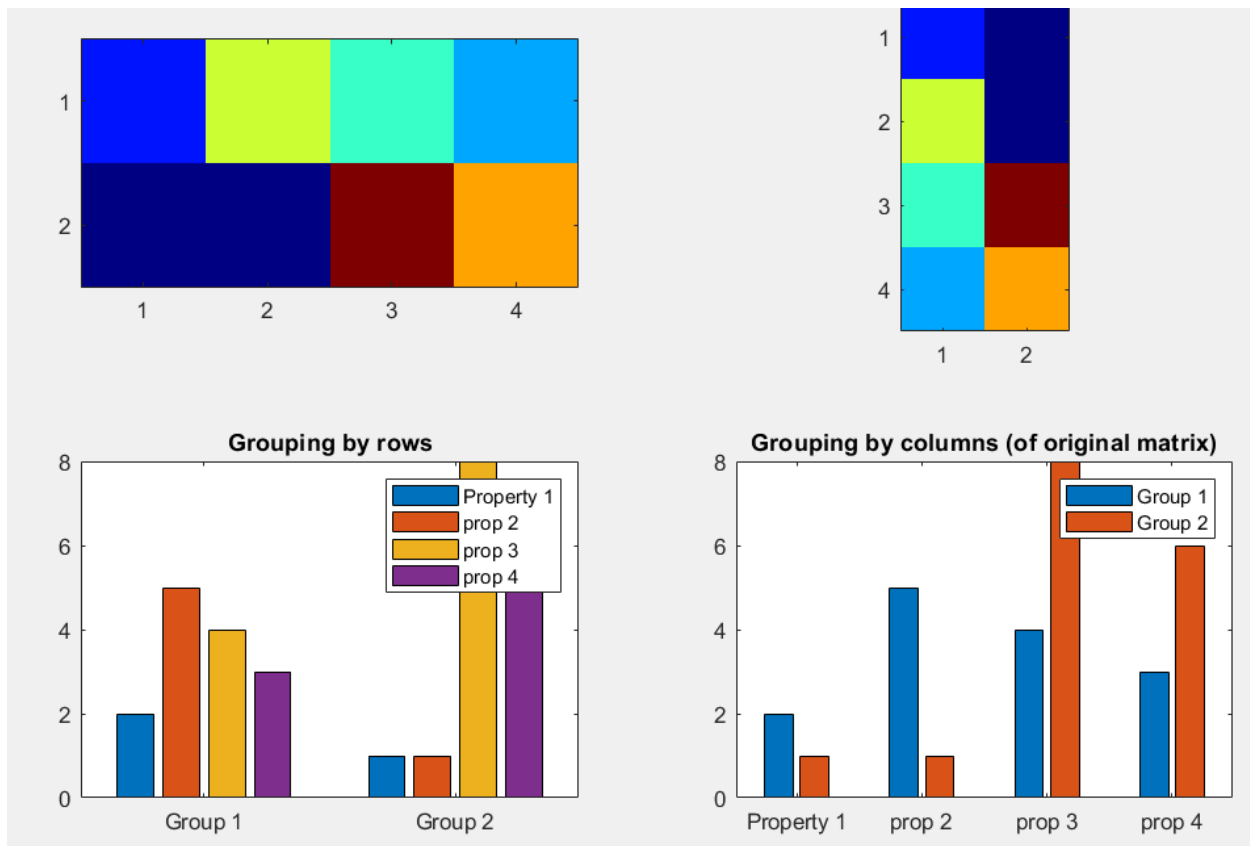 1
2
1 2 3 4
1
2
3
4
1 2
Grouping by rows
8
6
4
2
0
Property 1
prop 2
prop 3
prop 4
Group 1 Group 2
Grouping by columns (of original matrix)
8
6
4
2
0
Group 1
Group 2
Property 1 prop 2 prop 3 prop 4